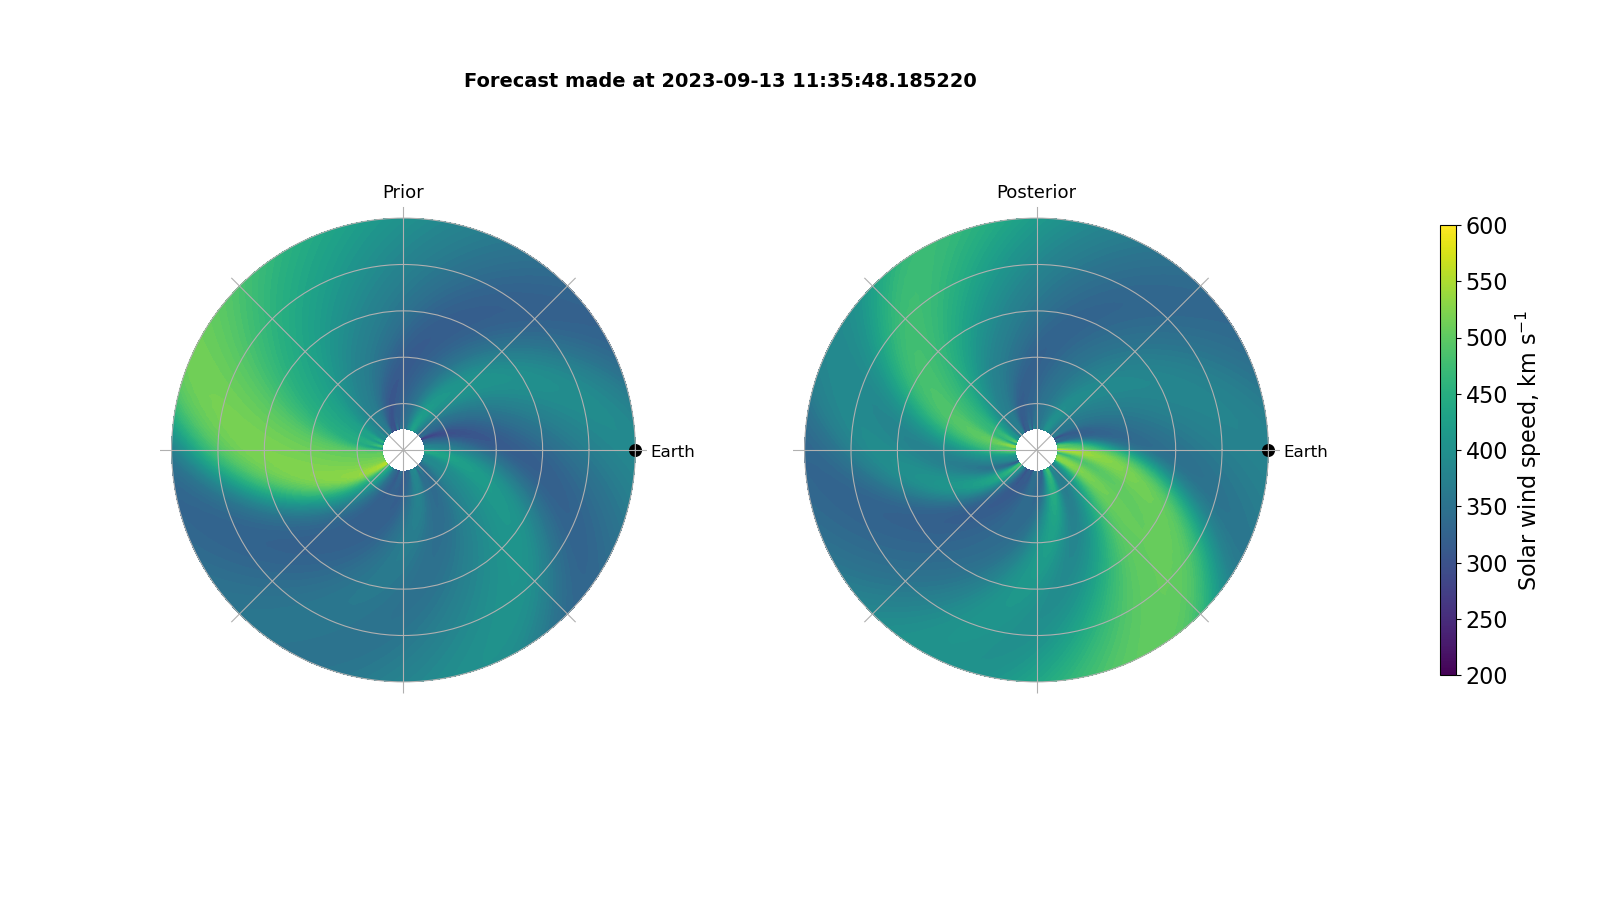 Forecast made at 2023-09-13 11:35:48.185220
Prior
Posterior
Earth
Earth
600
550
500
450
400
350
300
250
200
Solar wind speed, km s⁻¹